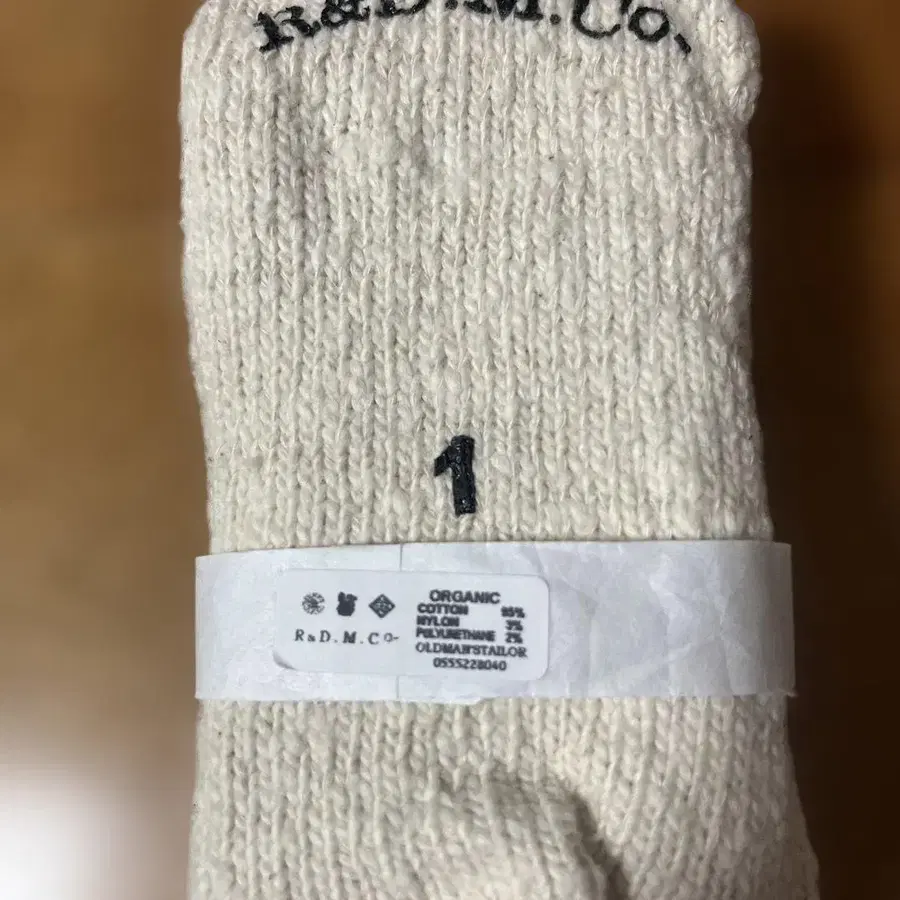 R&D.M.Co-
1
R&D.M.Co-
ORGANIC
COTTON 95%
NYLON 3%
POLYURETHANE 2%
OLDMAN'STAILOR
0555228040